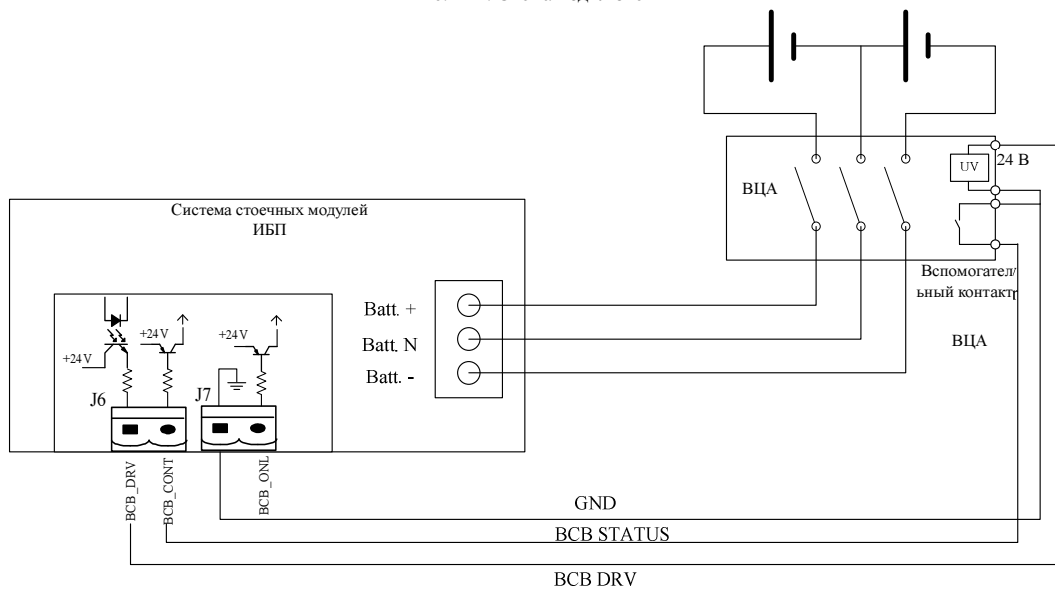 UV
24 В
ВЦА
Система стоечных модулей
ИБП
Вспомогател
ьный контакт
Batt. +
+24 V
+24 V
+24 V
Batt. N
ВЦА
Batt. -
J6
J7
BCB_DRV
BCB_CONT
BCB_ONL
GND
BCB STATUS
BCB DRV